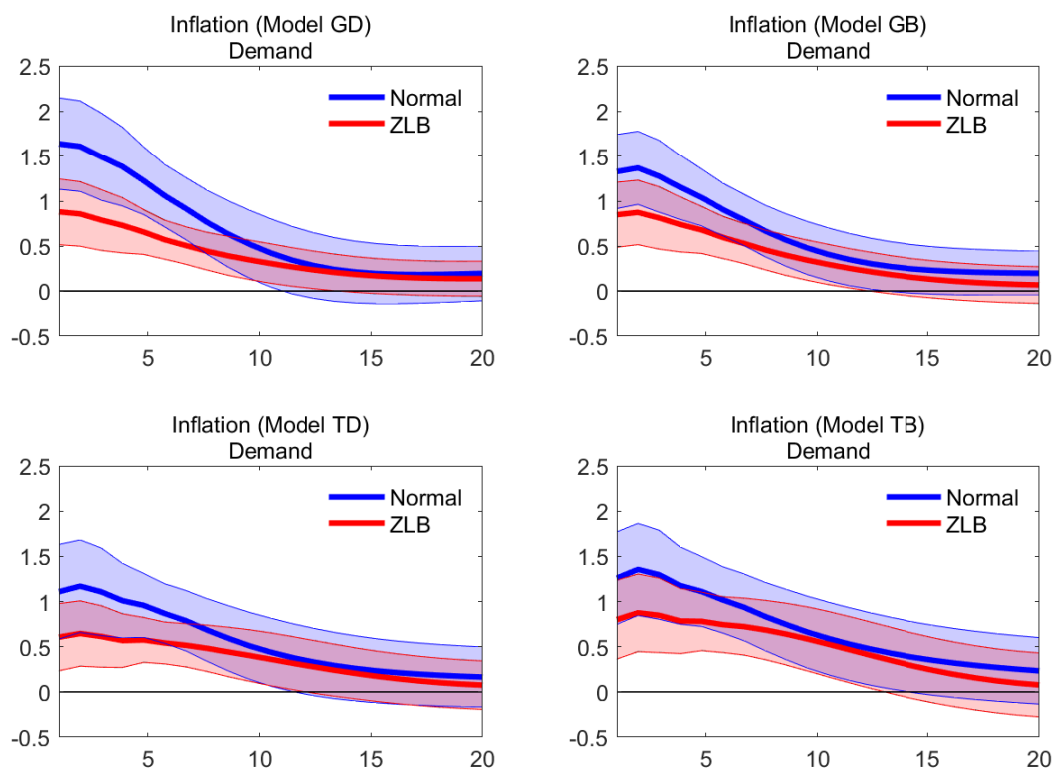 Inflation (Model GD)
Demand
2.5
2
1.5
1
0.5
0
-0.5
5
10
15
20
Normal
ZLB
Inflation (Model GB)
Demand
2.5
2
1.5
1
0.5
0
-0.5
5
10
15
20
Normal
ZLB
Inflation (Model TD)
Demand
2.5
2
1.5
1
0.5
0
-0.5
5
10
15
20
Normal
ZLB
Inflation (Model TB)
Demand
2.5
2
1.5
1
0.5
0
-0.5
5
10
15
20
Normal
ZLB